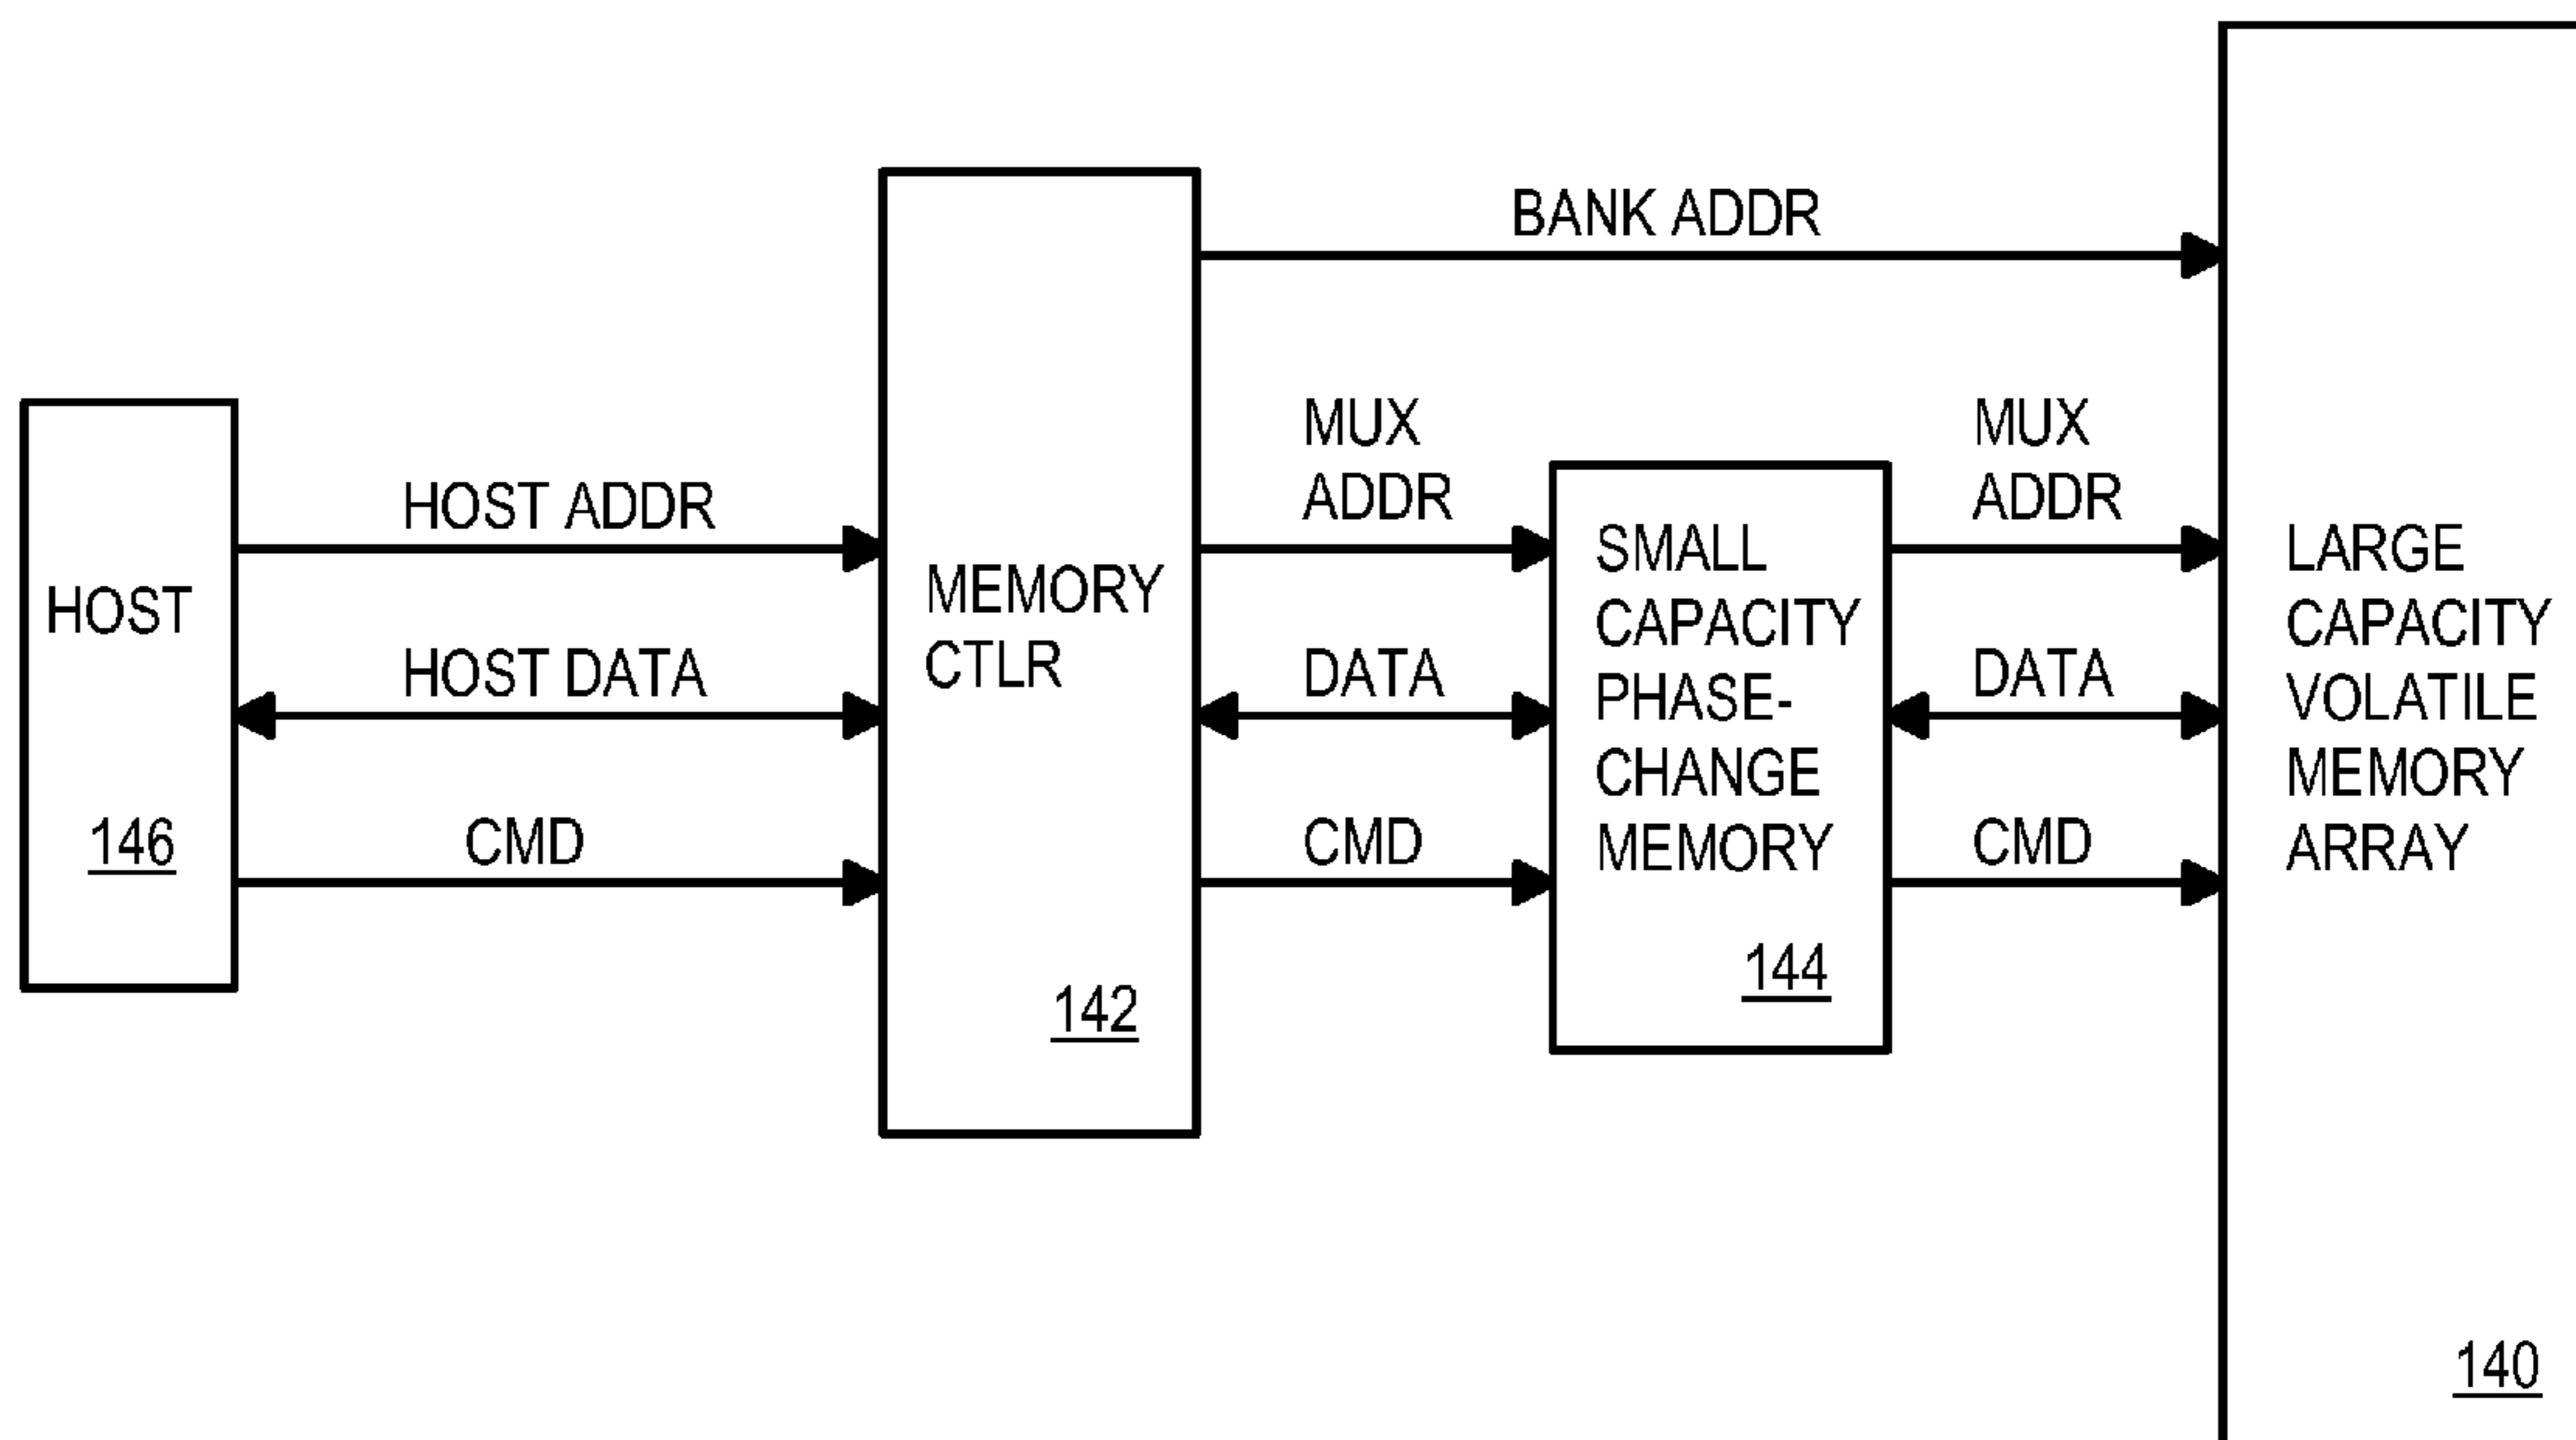 BANK ADDR
HOST
146
HOST ADDR
HOST DATA
CMD
MEMORY
CTLR
142
MUX
ADDR
DATA
CMD
SMALL
CAPACITY
PHASE-
CHANGE
MEMORY
144
MUX
ADDR
DATA
CMD
LARGE
CAPACITY
VOLATILE
MEMORY
ARRAY
140